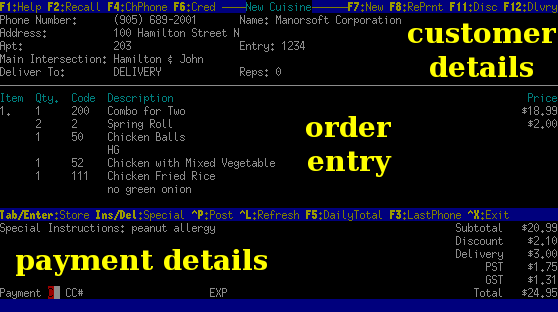 F1:Help F2:Recall F4:ChPhone F6:Cred ——New Cuisine—— F7:New F8:RePrnt F11:Disc F12:Dlvry
Phone Number: (905) 689-2001 Name: Manorsoft Corporation
Address: 100 Hamilton Street N
Apt: 203 Entry: 1234
Main Intersection: Hamilton & John
Deliver To: DELIVERY Reps: 0
customer
details
Item Qty. Code Description Price
1. 1 200 Combo for Two $18.99
2 2 Spring Roll $2.00
1 50 Chicken Balls
HG
1 52 Chicken with Mixed Vegetable
1 111 Chicken Fried Rice
no green onion
order
entry
Tab/Enter:Store Ins/Del:Special ^P:Post ^L:Refresh F5:DailyTotal F3:LastPhone ^X:Exit
Special Instructions: peanut allergy Subtotal $20.99
Discount $2.10
Delivery $3.00
PST $1.75
GST $1.31
payment details
Payment CC# EXP Total $24.95